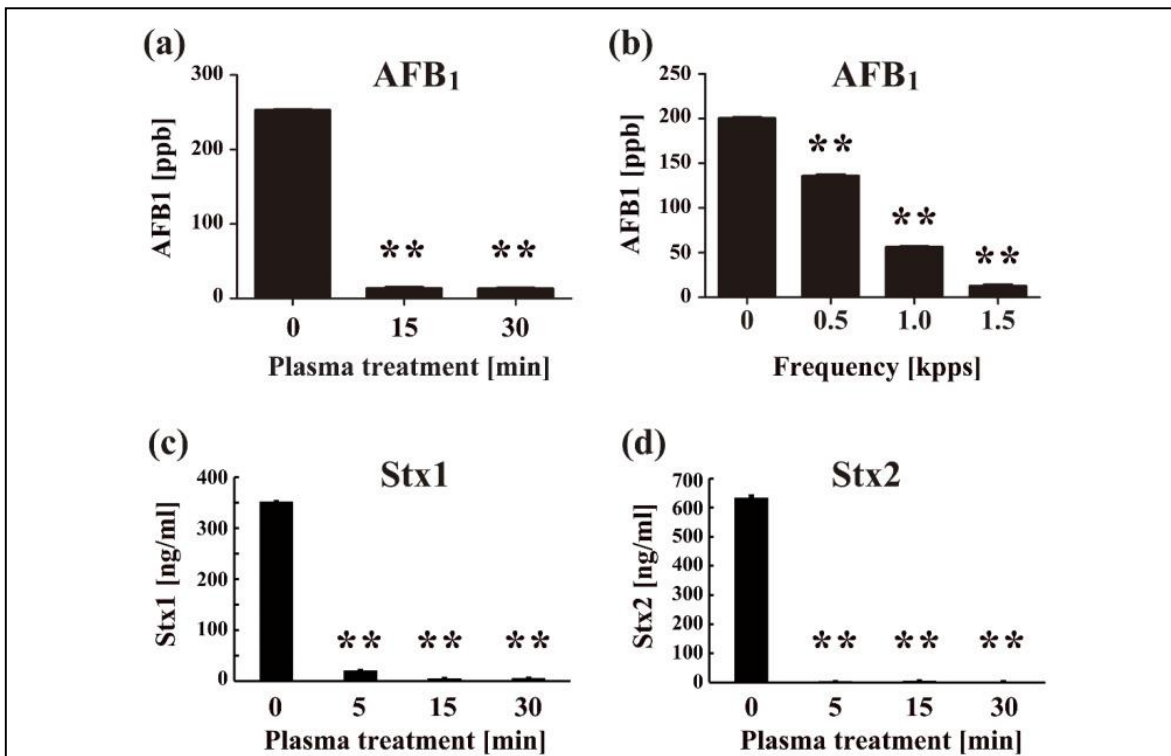 (a)
AFB₁
AFB1 [ppb]
300
200
100
0
** **
0 15 30
Plasma treatment [min]
(b)
AFB₁
AFB1 [ppb]
250
200
150
100
50
0
**
**
**
0 0.5 1.0 1.5
Frequency [kpps]
(c)
Stx1
Stx1 [ng/ml]
400
300
200
100
0
** ** **
0 5 15 30
Plasma treatment [min]
(d)
Stx2
Stx2 [ng/ml]
700
600
500
400
300
200
100
0
** ** **
0 5 15 30
Plasma treatment [min]